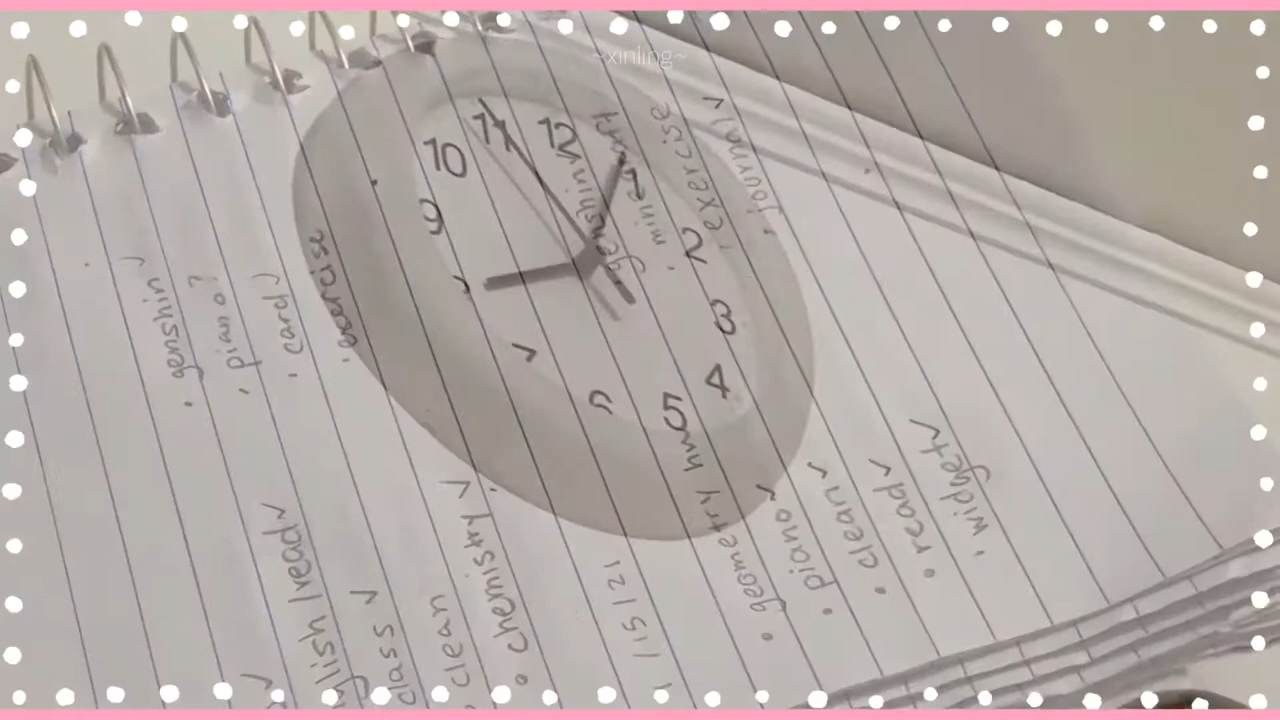 ~xinling~
10
11
12
9
2
3
4
5
• genshin ✓
• piano?
• card)
• exercise
glish / read ✓
class ✓
clean
• chemistry ✓
1/15/21
• geometry hw
• piano ✓
• clean ✓
• read ✓
• widget ✓
• genshin ✓
• minecraft
• exercise
• journal ✓